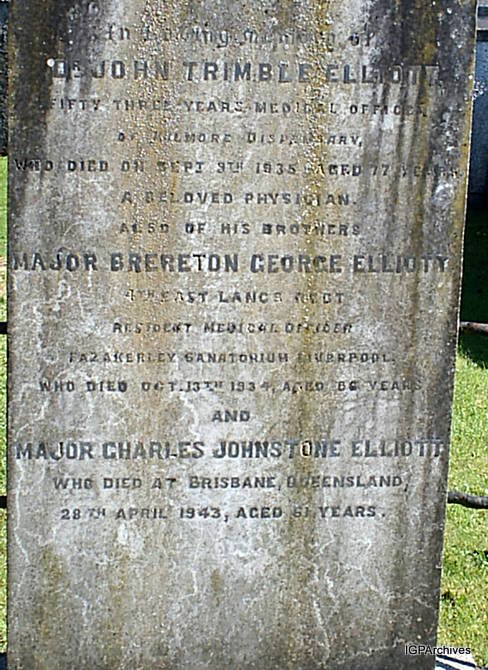 In Loving memory of
Dr JOHN TRIMBLE ELLIOTT,
FIFTY THREE YEARS MEDICAL OFFICER
OF KILMORE DISPENSARY,
WHO DIED ON SEPT 9TH 1935 AGED 77 YEARS
A BELOVED PHYSICIAN.
ALSO OF HIS BROTHERS
MAJOR BRERETON GEORGE ELLIOTT
4TH EAST LANCS REGT
RESIDENT MEDICAL OFFICER
FAZAKERLEY SANATORIUM LIVERPOOL.
WHO DIED OCT. 13TH 1934, AGED YEARS
AND
MAJOR CHARLES JOHNSTONE ELLIOTT
WHO DIED AT BRISBANE, QUEENSLAND,
28TH APRIL 1943, AGED 61 YEARS.
IGPArchives